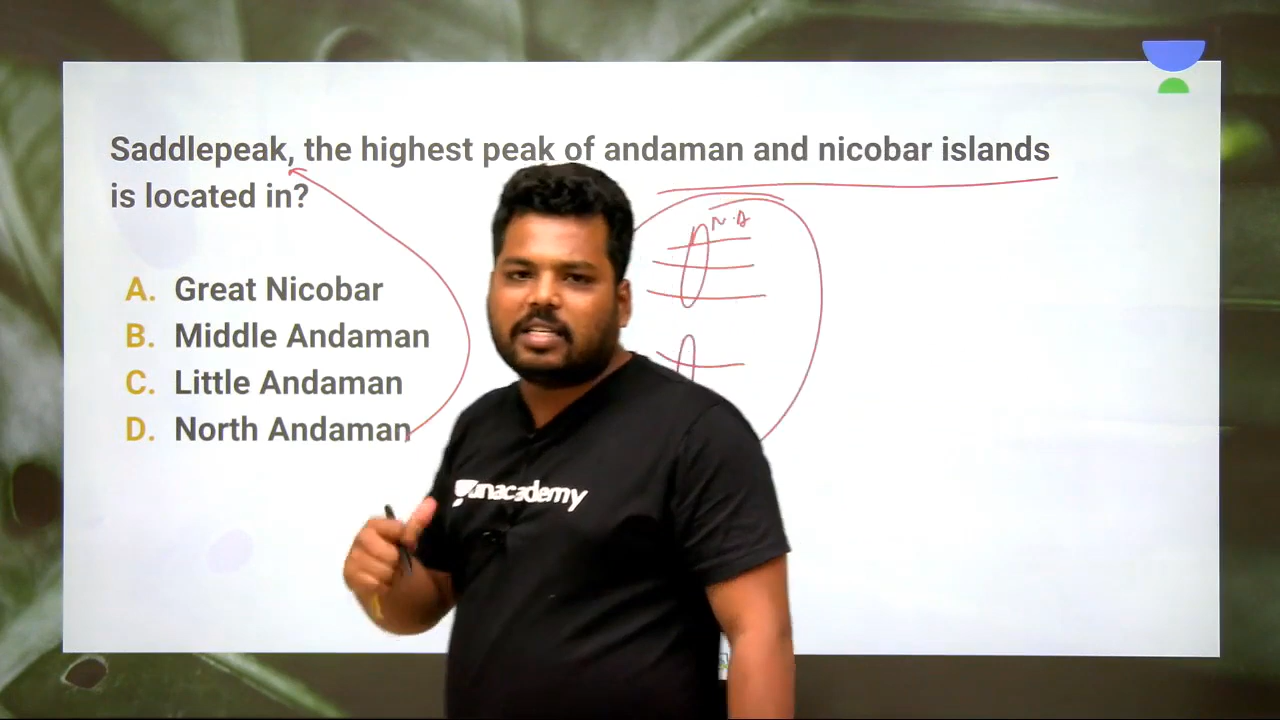 Saddlepeak, the highest peak of andaman and nicobar islands
is located in?
N.A
A. Great Nicobar
B. Middle Andaman
C. Little Andaman
D. North Andaman
unacademy